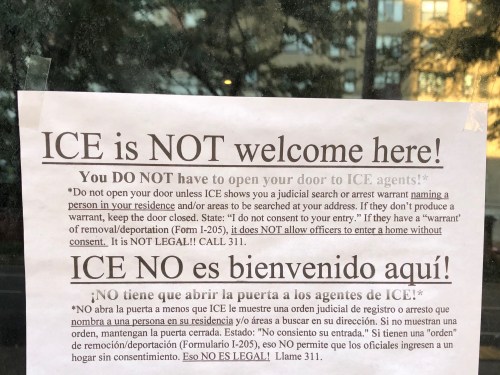 ICE is NOT welcome here!
You DO NOT have to open your door to ICE agents!*
*Do not open your door unless ICE shows you a judicial search or arrest warrant naming a
person in your residence and/or areas to be searched at your address. If they don't produce a
warrant, keep the door closed. State: "I do not consent to your entry." If they have a "warrant'
of removal/deportation (Form I-205), it does NOT allow officers to enter a home without
consent. It is NOT LEGAL!! CALL 311.
ICE NO es bienvenido aquí!
¡NO tiene que abrir la puerta a los agentes de ICE!*
*NO abra la puerta a menos que ICE le muestre una orden judicial de registro o arresto que
nombra a una persona en su residencia y/o áreas a buscar en su dirección. Si no muestran una
orden, mantengan la puerta cerrada. Estado: "No consiento su entrada." Si tienen una "orden"
de remoción/deportación (Formulario I-205), eso NO permite que los oficiales ingresen a un
hogar sin consentimiento. Eso NO ES LEGAL! Llame 311.